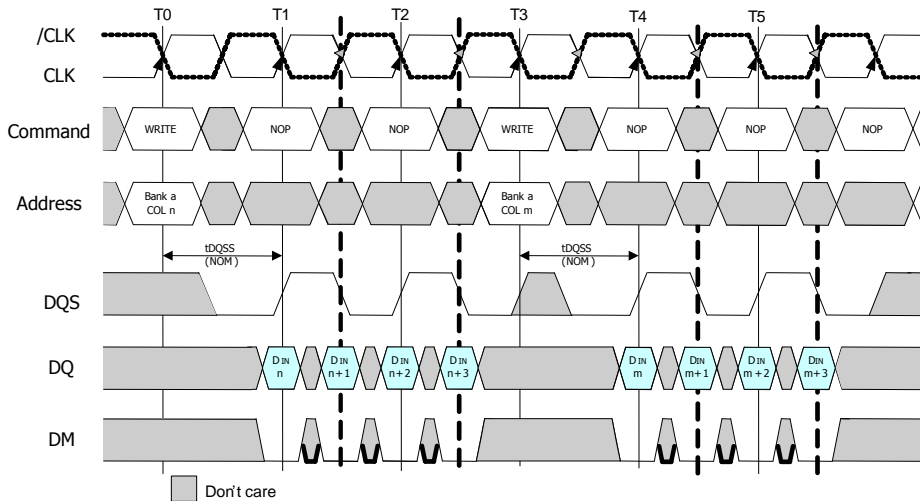 T0 T1 T2 T3 T4 T5
/CLK
CLK
Command WRITE NOP NOP WRITE NOP NOP NOP
Address Bank a COL n Bank a COL m
tDQSS (NOM) tDQSS (NOM)
DQS
DQ DIN n DIN n+1 DIN n+2 DIN n+3 DIN m DIN m+1 DIN m+2 DIN m+3
DM
Don't care